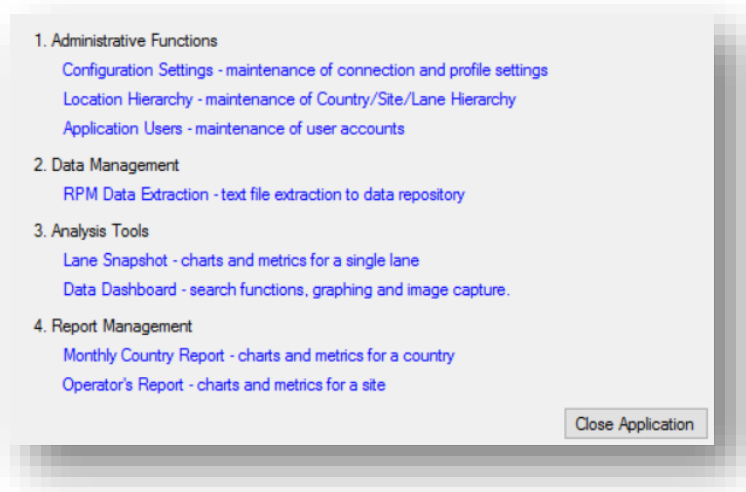 1. Administrative Functions
Configuration Settings - maintenance of connection and profile settings
Location Hierarchy - maintenance of Country/Site/Lane Hierarchy
Application Users - maintenance of user accounts
2. Data Management
RPM Data Extraction - text file extraction to data repository
3. Analysis Tools
Lane Snapshot - charts and metrics for a single lane
Data Dashboard - search functions, graphing and image capture.
4. Report Management
Monthly Country Report - charts and metrics for a country
Operator's Report - charts and metrics for a site
Close Application